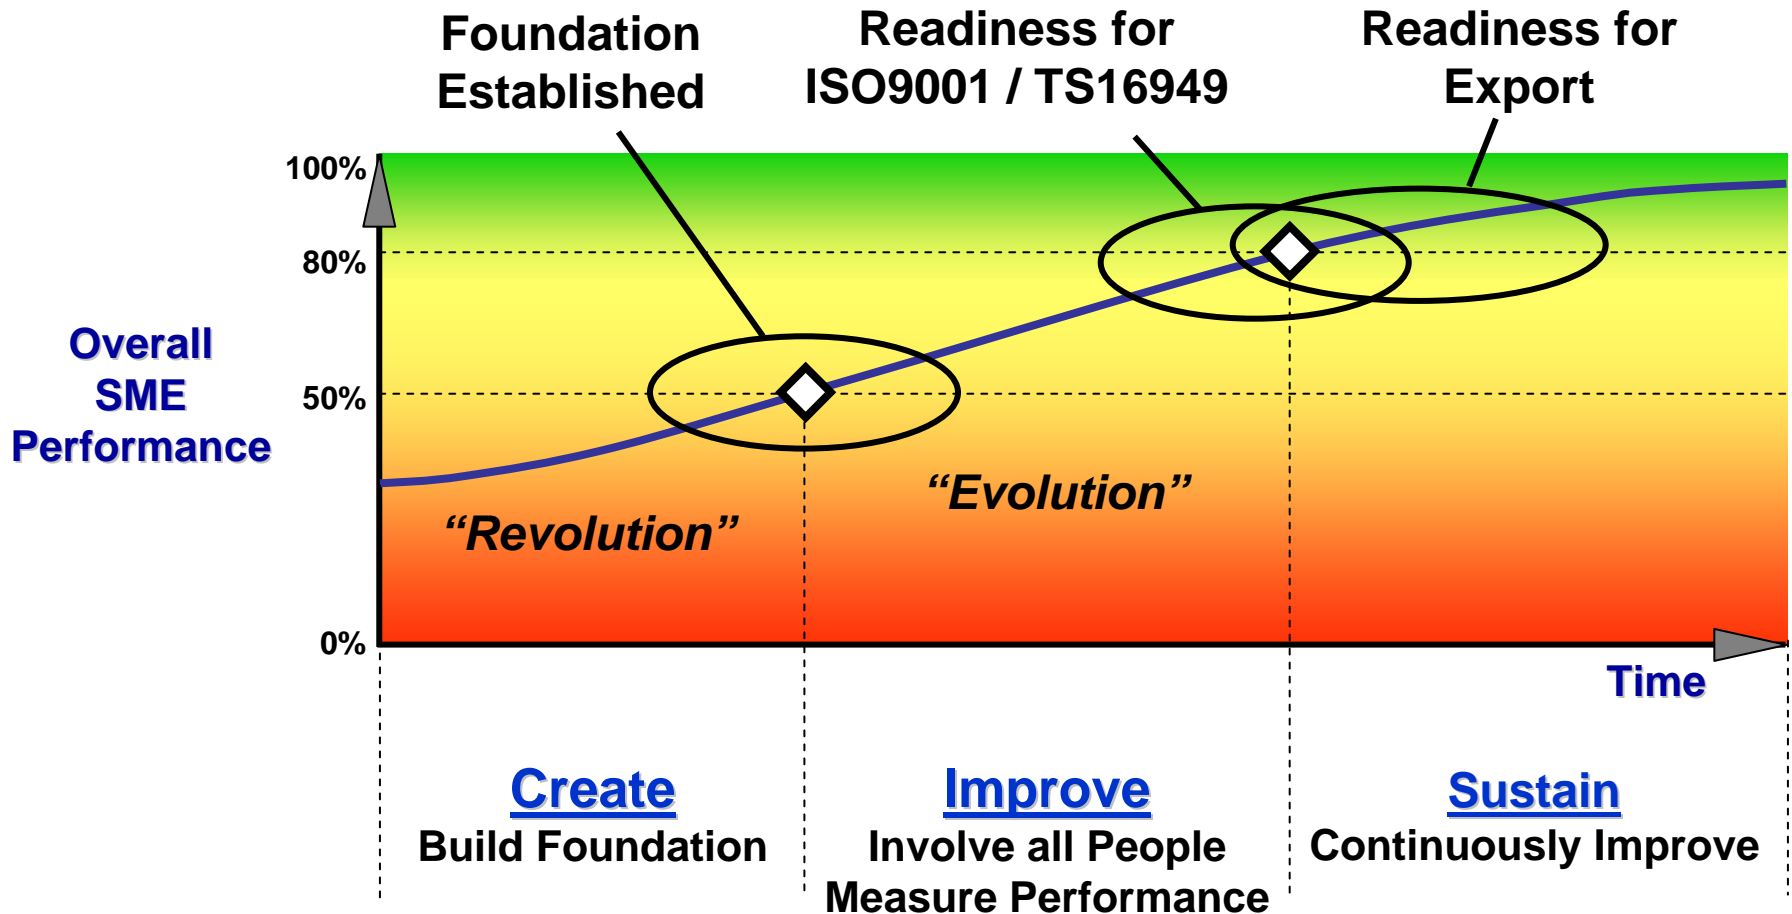 Foundation
Established
Readiness for
ISO9001 / TS16949
Readiness for
Export
100%
80%
50%
0%
Overall
SME
Performance
“Revolution”
“Evolution”
Time
Create
Build Foundation
Improve
Involve all People
Measure Performance
Sustain
Continuously Improve